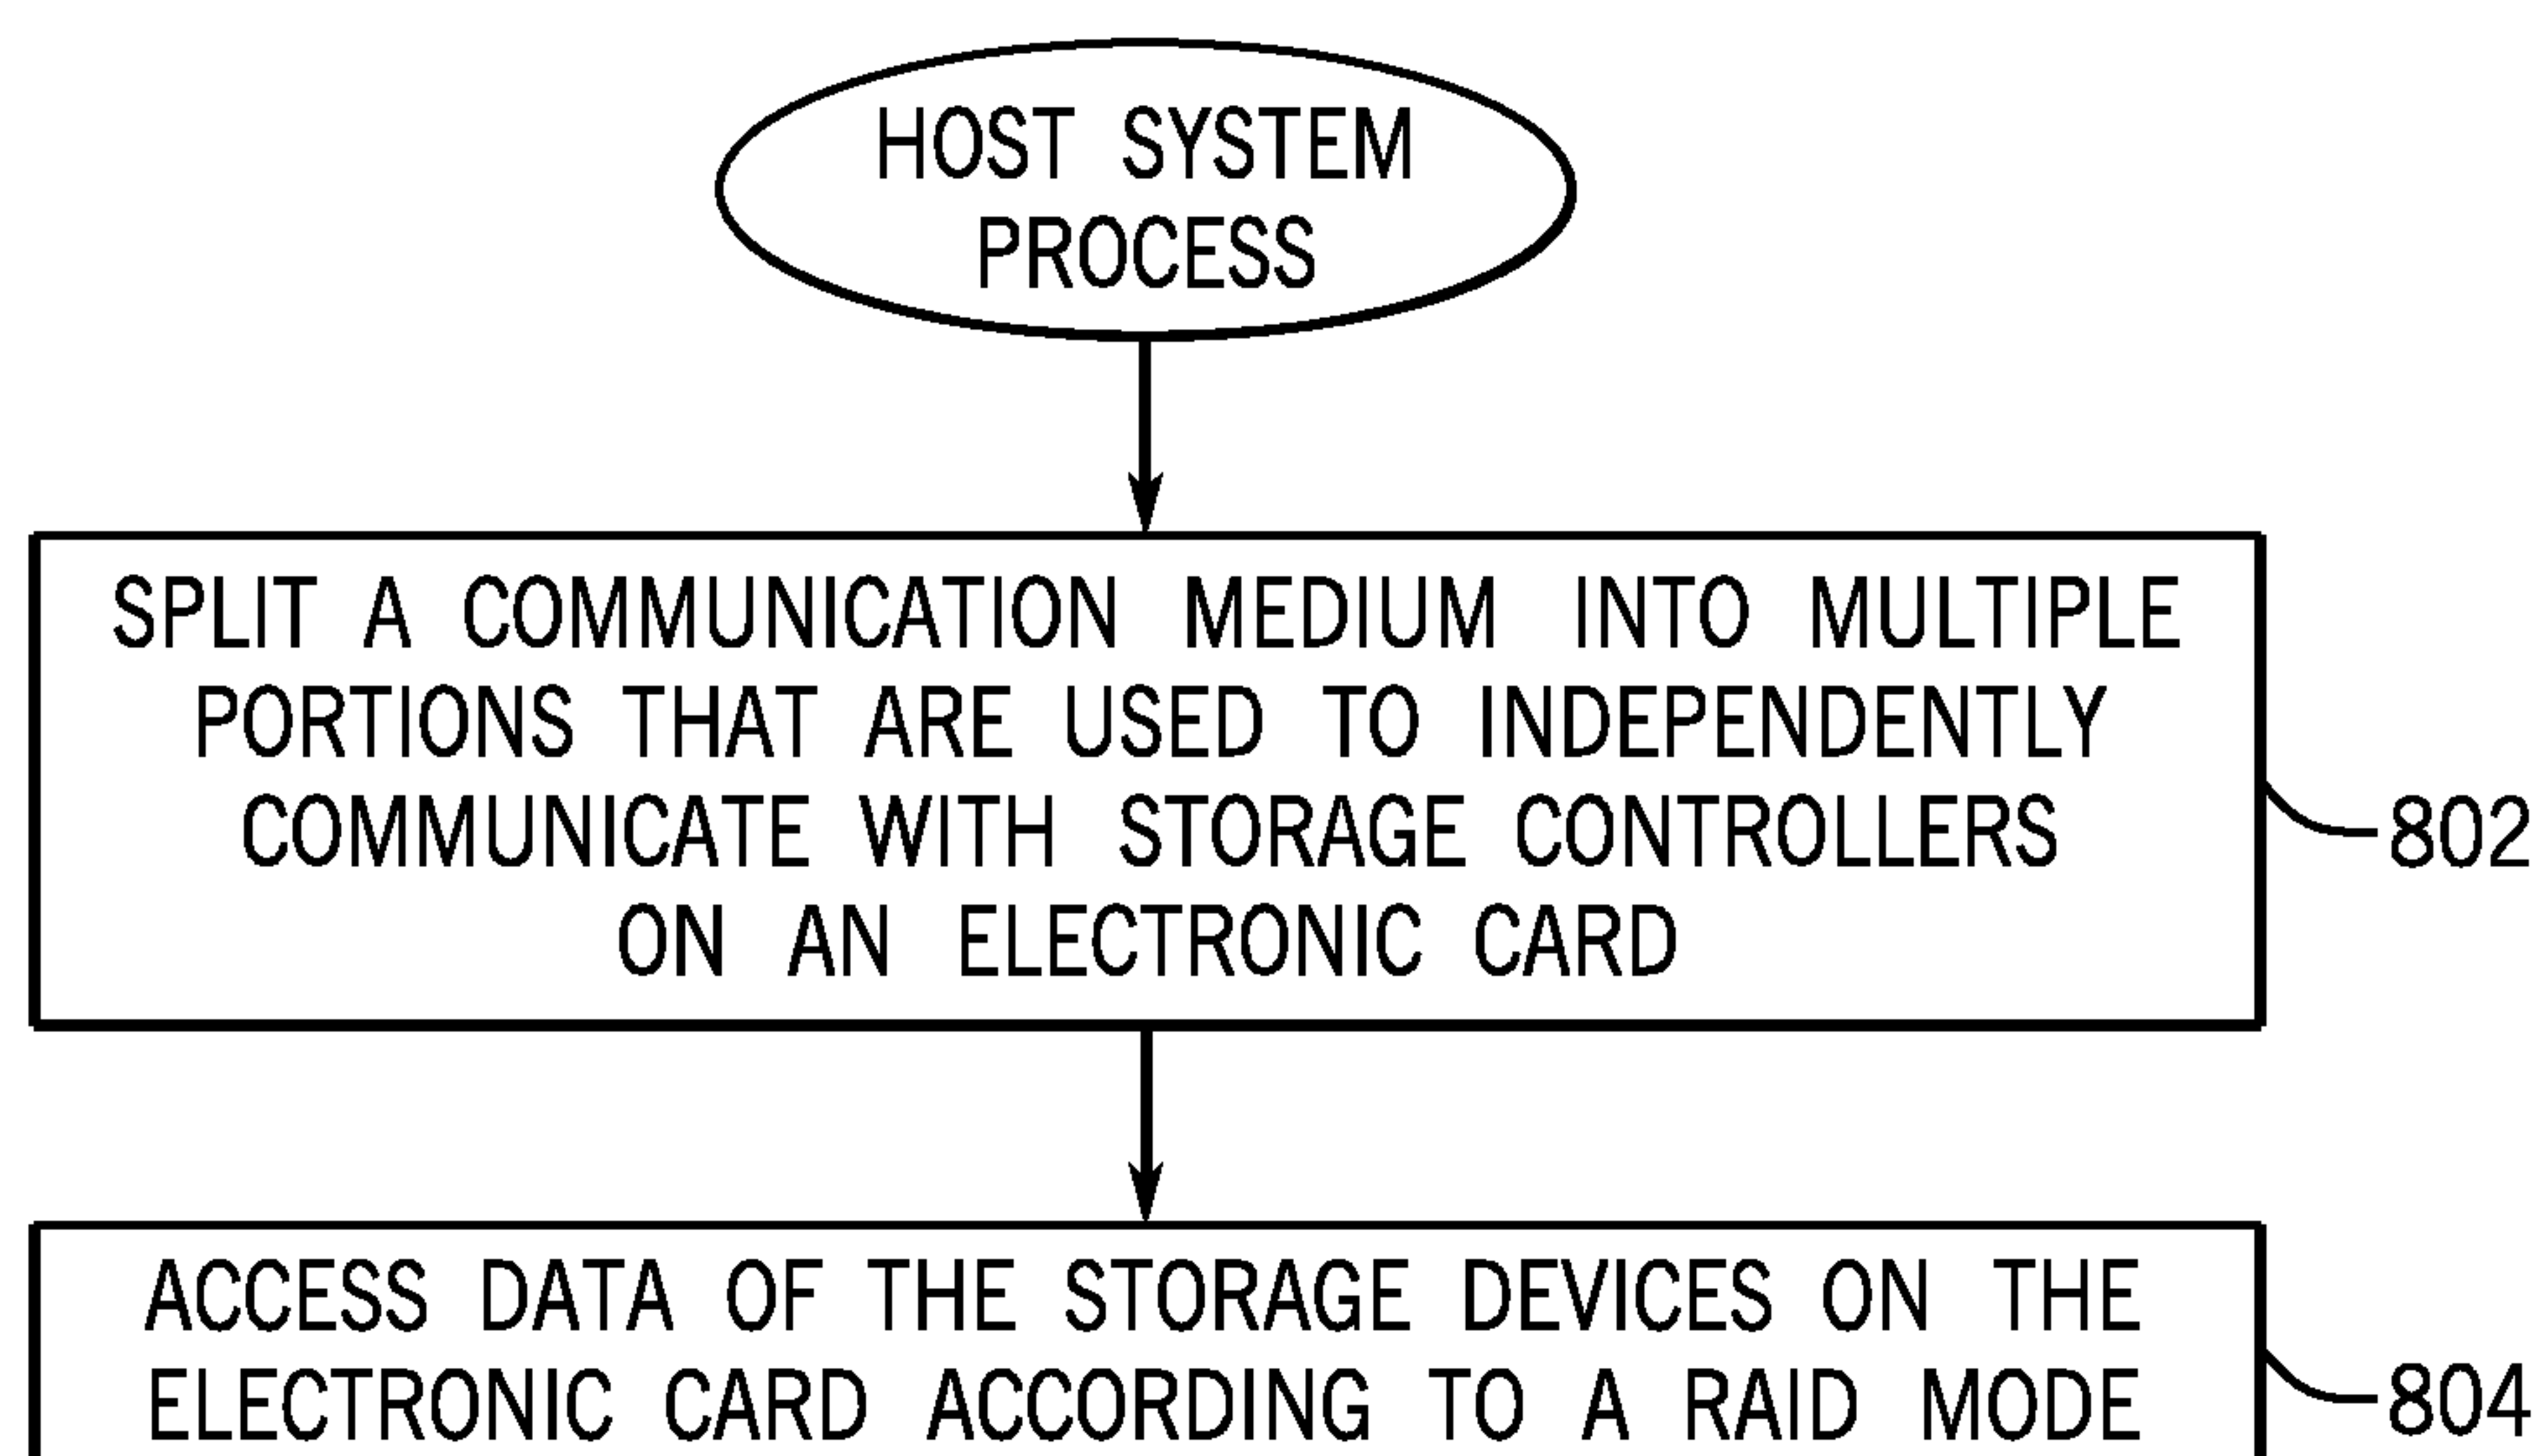 HOST SYSTEM
PROCESS
SPLIT A COMMUNICATION MEDIUM INTO MULTIPLE
PORTIONS THAT ARE USED TO INDEPENDENTLY
COMMUNICATE WITH STORAGE CONTROLLERS
ON AN ELECTRONIC CARD
802
ACCESS DATA OF THE STORAGE DEVICES ON THE
ELECTRONIC CARD ACCORDING TO A RAID MODE
804